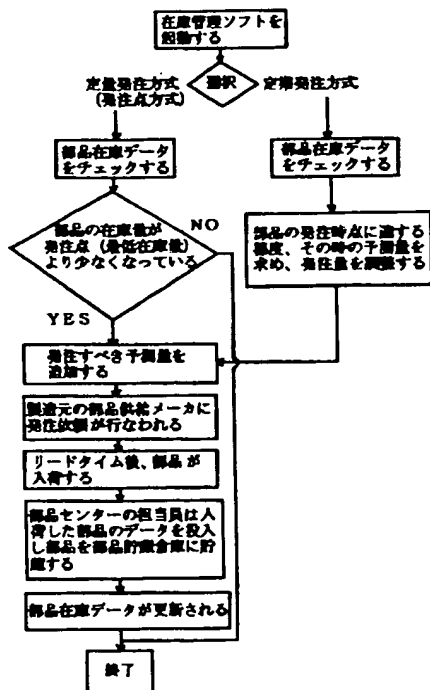 在庫管理ソフトを
起動する
選択
定量発注方式
(発注点方式)
定期発注方式
部品在庫データ
をチェックする
部品在庫データ
をチェックする
部品の在庫量が
発注点(最低在庫量)
より少なくなっている
NO
YES
部品の発注時点に達する
都度、その時の予測量を
求め、発注量を調整する
発注すべき予測量を
追加する
製造元の部品供給メーカに
発注依頼が行なわれる
リードタイム後、部品が
入荷する
部品センターの担当員は入
荷した部品のデータを投入
し部品を部品貯蔵倉庫に貯
蔵する
部品在庫データが更新される
終了